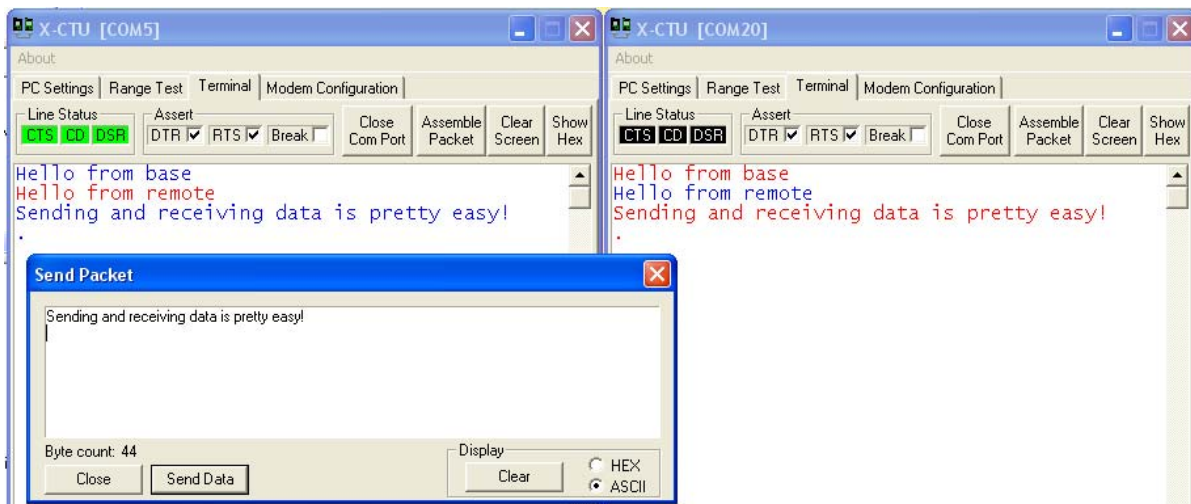 X-CTU [COM5]
About
PC Settings Range Test Terminal Modem Configuration
Line Status
CTS CD DSR
Assert
DTR RTS Break
Close Com Port
Assemble Packet
Clear Screen
Show Hex
Hello from base
Hello from remote
Sending and receiving data is pretty easy!
.
X-CTU [COM20]
About
PC Settings Range Test Terminal Modem Configuration
Line Status
CTS CD DSR
Assert
DTR RTS Break
Close Com Port
Assemble Packet
Clear Screen
Show Hex
Hello from base
Hello from remote
Sending and receiving data is pretty easy!
.
Send Packet
Sending and receiving data is pretty easy!
Byte count: 44
Close
Send Data
Display
Clear
HEX
ASCII